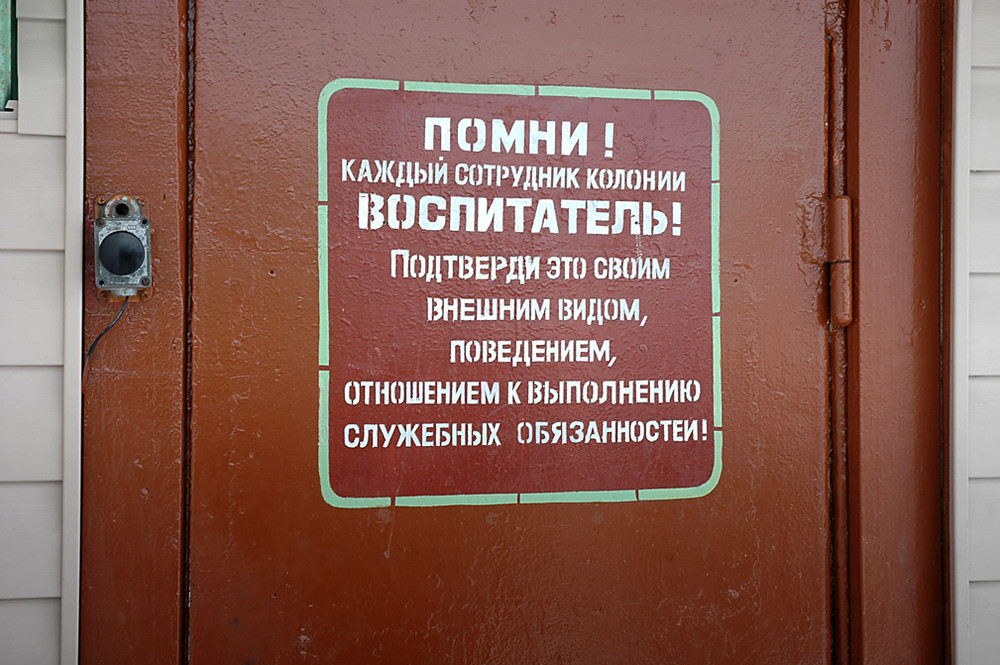 ПОМНИ !
КАЖДЫЙ СОТРУДНИК КОЛОНИИ
ВОСПИТАТЕЛЬ!
ПОДТВЕРДИ ЭТО СВОИМ
ВНЕШНИМ ВИДОМ,
ПОВЕДЕНИЕМ,
ОТНОШЕНИЕМ К ВЫПОЛНЕНИЮ
СЛУЖЕБНЫХ ОБЯЗАННОСТЕЙ!